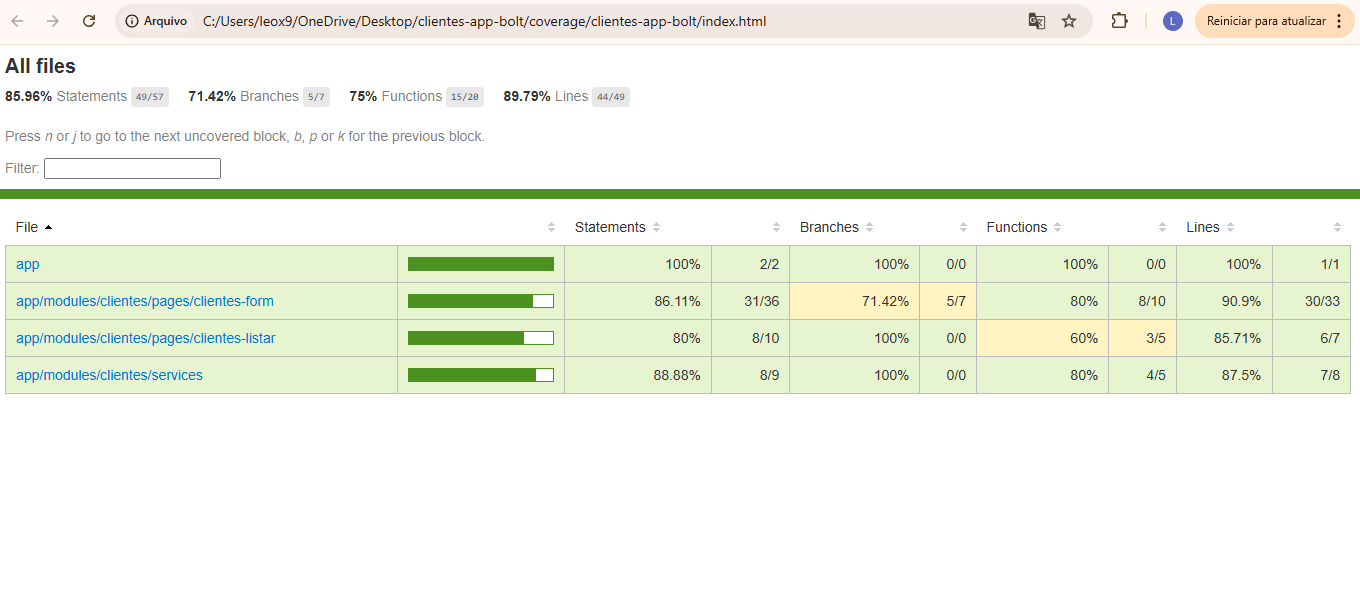 Arquivo C:/Users/leox9/OneDrive/Desktop/clientes-app-bolt/coverage/clientes-app-bolt/index.html L Reiniciar para atualizar
All files
85.96% Statements 49/57 71.42% Branches 5/7 75% Functions 15/20 89.79% Lines 44/49
Press n or j to go to the next uncovered block, b, p or k for the previous block.
Filter:
File Statements Branches Functions Lines
app 100% 2/2 100% 0/0 100% 0/0 100% 1/1
app/modules/clientes/pages/clientes-form 86.11% 31/36 71.42% 5/7 80% 8/10 90.9% 30/33
app/modules/clientes/pages/clientes-listar 80% 8/10 100% 0/0 60% 3/5 85.71% 6/7
app/modules/clientes/services 88.88% 8/9 100% 0/0 80% 4/5 87.5% 7/8